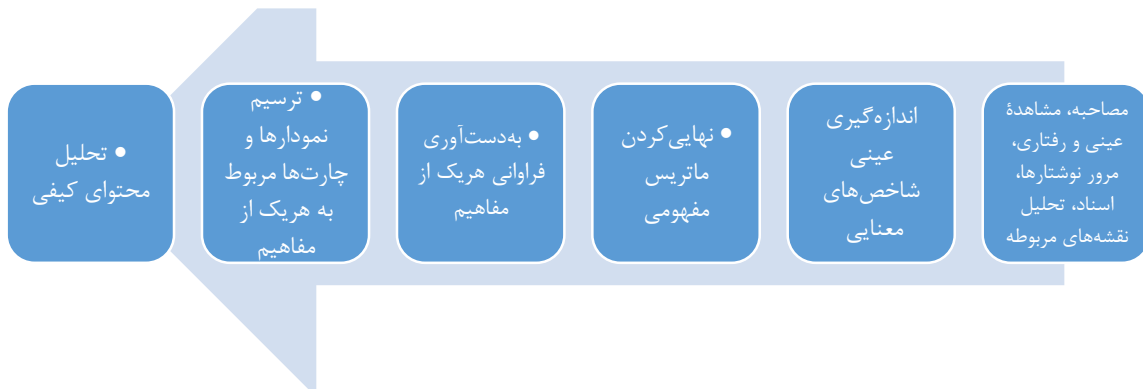 مصاحبه، مشاهدهٔ
عینی و رفتاری،
مرور نوشتارها،
اسناد، تحلیل
نقشه‌های مربوطه
اندازه‌گیری
عینی
شاخص‌های
معنایی
• نهایی‌کردن
ماتریس
مفهومی
• به‌دست‌آوری
فراوانی هریک از
مفاهیم
• ترسیم
نمودارها و
چارت‌ها مربوط
به هریک از
مفاهیم
• تحلیل
محتوای کیفی